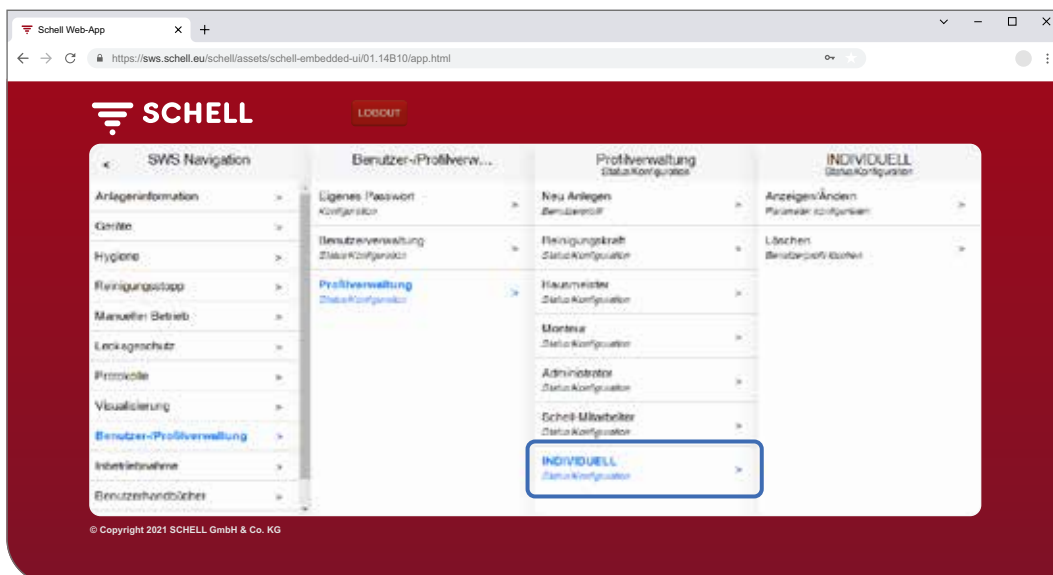 Schell Web-App
https://sws.schell.eu/schell/assets/schell-embedded-ui/01.14B10/app.html
SCHELL
LOGOUT
< SWS Navigation
Anlageninformation >
Geräte >
Hygiene >
Reinigungsstopp >
Manueller Betrieb >
Leckageschutz >
Protokolle >
Visualisierung >
Benutzer-/Profilverwaltung >
Inbetriebnahme >
Benutzerhandbücher >
Benutzer-/Profilverw...
Eigenes Passwort >
Konfiguration
Benutzerverwaltung >
Status/Konfiguration
Profilverwaltung >
Status/Konfiguration
Profilverwaltung
Status/Konfiguration
Neu Anlegen >
Benutzerprofil
Reinigungskraft >
Status/Konfiguration
Hausmeister >
Status/Konfiguration
Monteur >
Status/Konfiguration
Administrator >
Status/Konfiguration
Schell-Mitarbeiter >
Status/Konfiguration
INDIVIDUELL >
Status/Konfiguration
INDIVIDUELL
Status/Konfiguration
Anzeigen/Ändern >
Parameter konfigurieren
Löschen >
Benutzerprofil löschen
© Copyright 2021 SCHELL GmbH & Co. KG